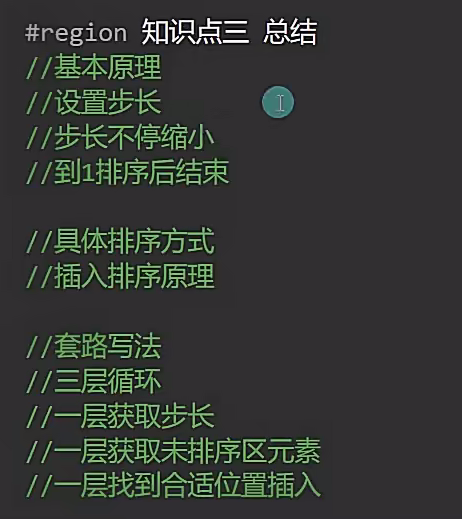 #region 知识点三 总结
//基本原理
//设置步长
//步长不停缩小
//到1排序后结束
//具体排序方式
//插入排序原理
//套路写法
//三层循环
//一层获取步长
//一层获取未排序区元素
//一层找到合适位置插入